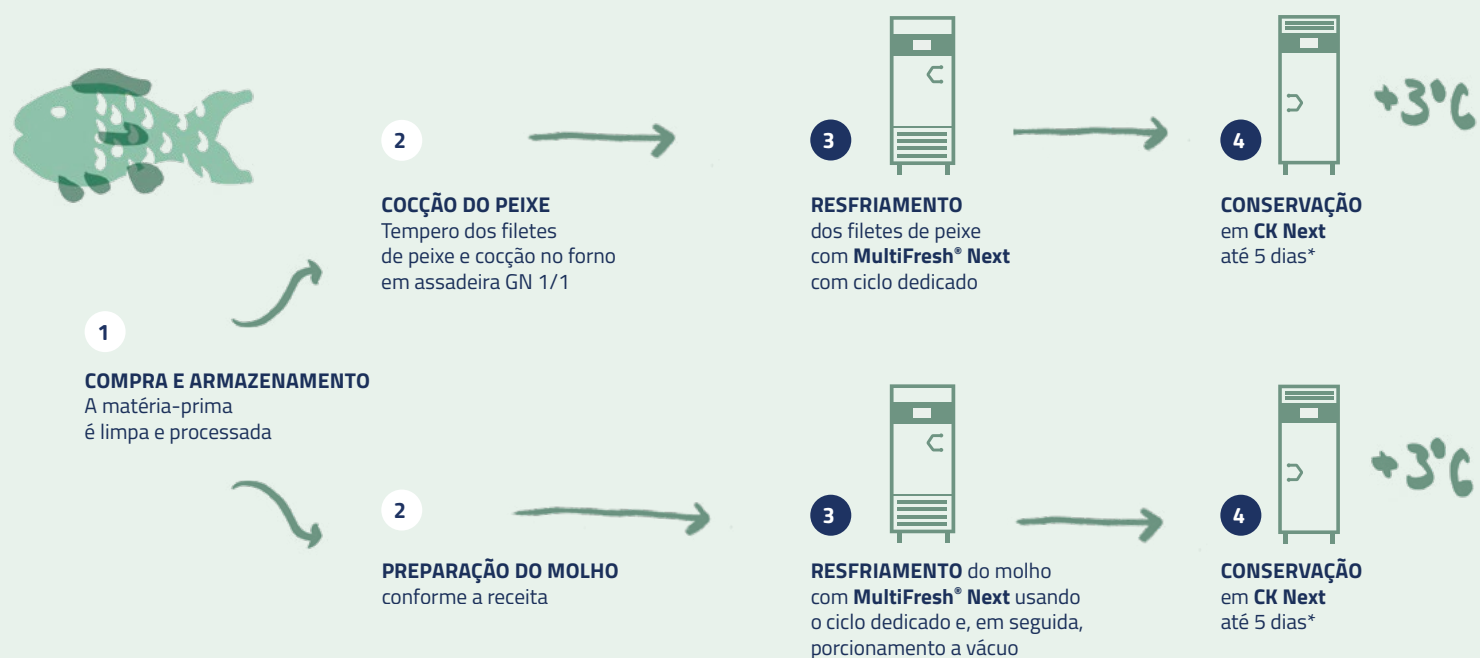 2
COCÇÃO DO PEIXE
Tempero dos filetes
de peixe e cocção no forno
em assadeira GN 1/1
3
RESFRIAMENTO
dos filetes de peixe
com MultiFresh® Next
com ciclo dedicado
4
CONSERVAÇÃO
em CK Next
até 5 dias*
+3°C
1
COMPRA E ARMAZENAMENTO
A matéria-prima
é limpa e processada
2
PREPARAÇÃO DO MOLHO
conforme a receita
3
RESFRIAMENTO do molho
com MultiFresh® Next usando
o ciclo dedicado e, em seguida,
porcionamento a vácuo
4
CONSERVAÇÃO
em CK Next
até 5 dias*
+3°C